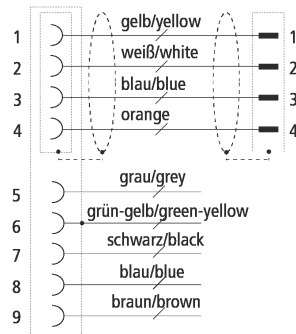 1 gelb/yellow 1
2 weiß/white 2
3 blau/blue 3
4 orange 4
5 grau/grey
6 grün-gelb/green-yellow
7 schwarz/black
8 blau/blue
9 braun/brown